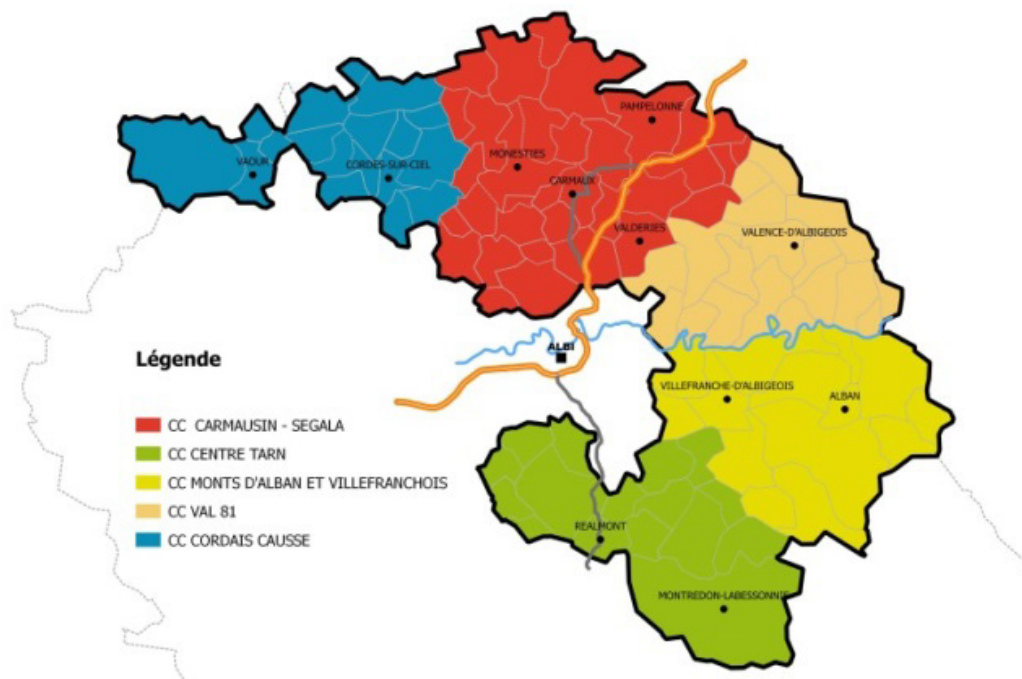 PAMPELONNE
MONESTIES
VAOUR
CORDES-SUR-CIEL
CARMAUX
VALDERIES
VALENCE-D'ALBIGEOIS
ALBI
Légende
VILLEFRANCHE-D'ALBIGEOIS
ALBAN
CC CARMAUSIN - SEGALA
CC CENTRE TARN
CC MONTS D'ALBAN ET VILLEFRANCHOIS
CC VAL 81
CC CORDAIS CAUSSE
REALMONT
MONTREDON-LABESSONNIE